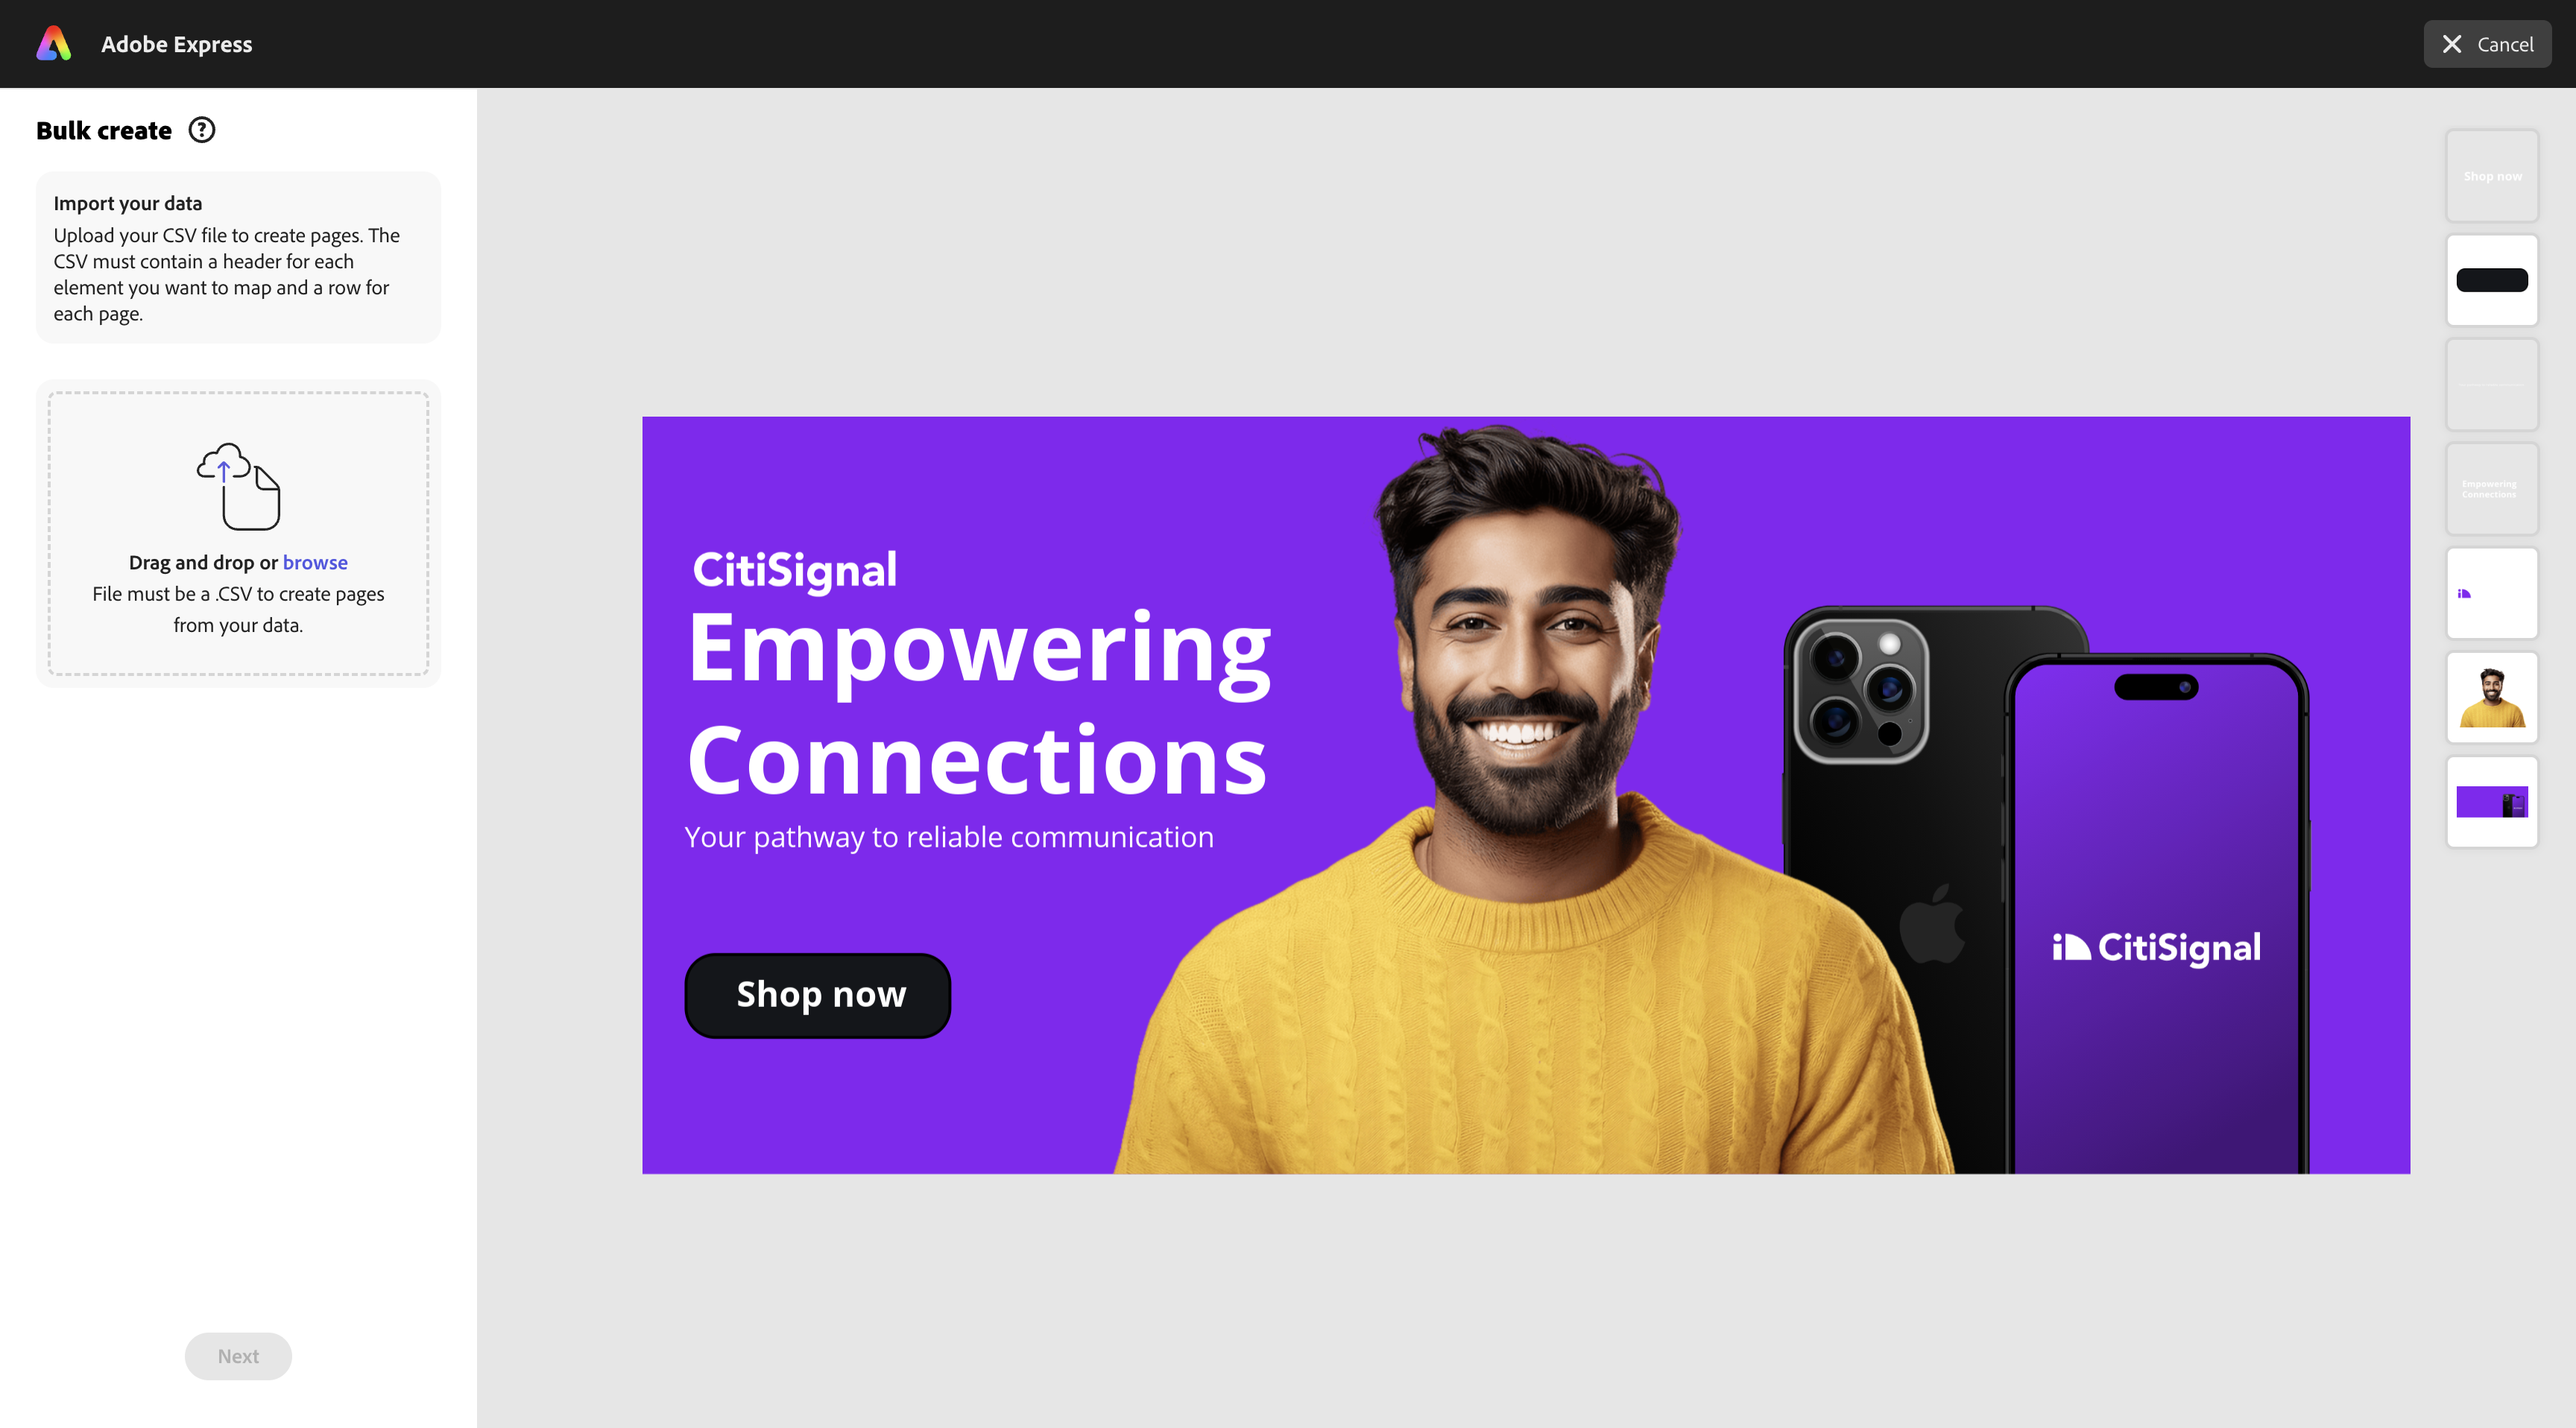 Adobe Express
Cancel
Bulk create ?
Import your data
Upload your CSV file to create pages. The
CSV must contain a header for each
element you want to map and a row for
each page.
Drag and drop or browse
File must be a .CSV to create pages
from your data.
Next
CitiSignal
Empowering
Connections
Your pathway to reliable communication
Shop now
CitiSignal
Shop now
Empowering
Connections